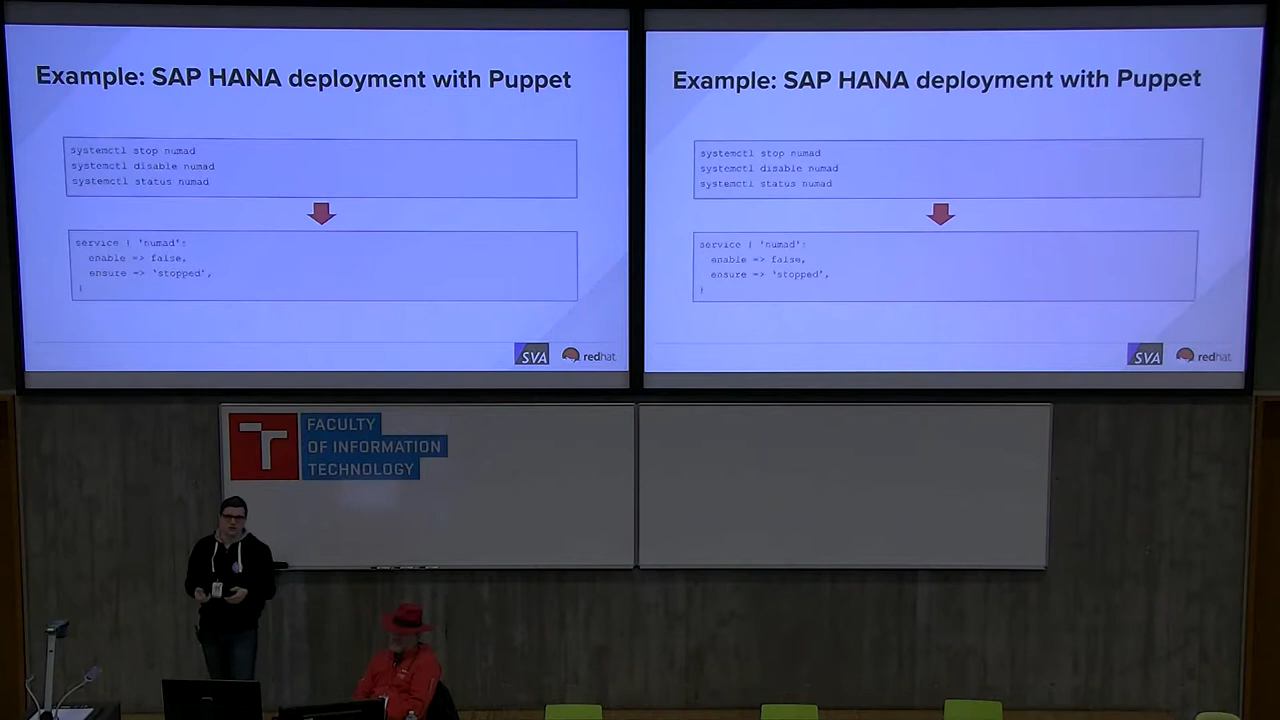 Example: SAP HANA deployment with Puppet
systemctl stop numad
systemctl disable numad
systemctl status numad
service { 'numad':
enable => false,
ensure => 'stopped',
}
SVA
redhat
Example: SAP HANA deployment with Puppet
systemctl stop numad
systemctl disable numad
systemctl status numad
service { 'numad':
enable => false,
ensure => 'stopped',
}
SVA
redhat
T
FACULTY
OF INFORMATION
TECHNOLOGY